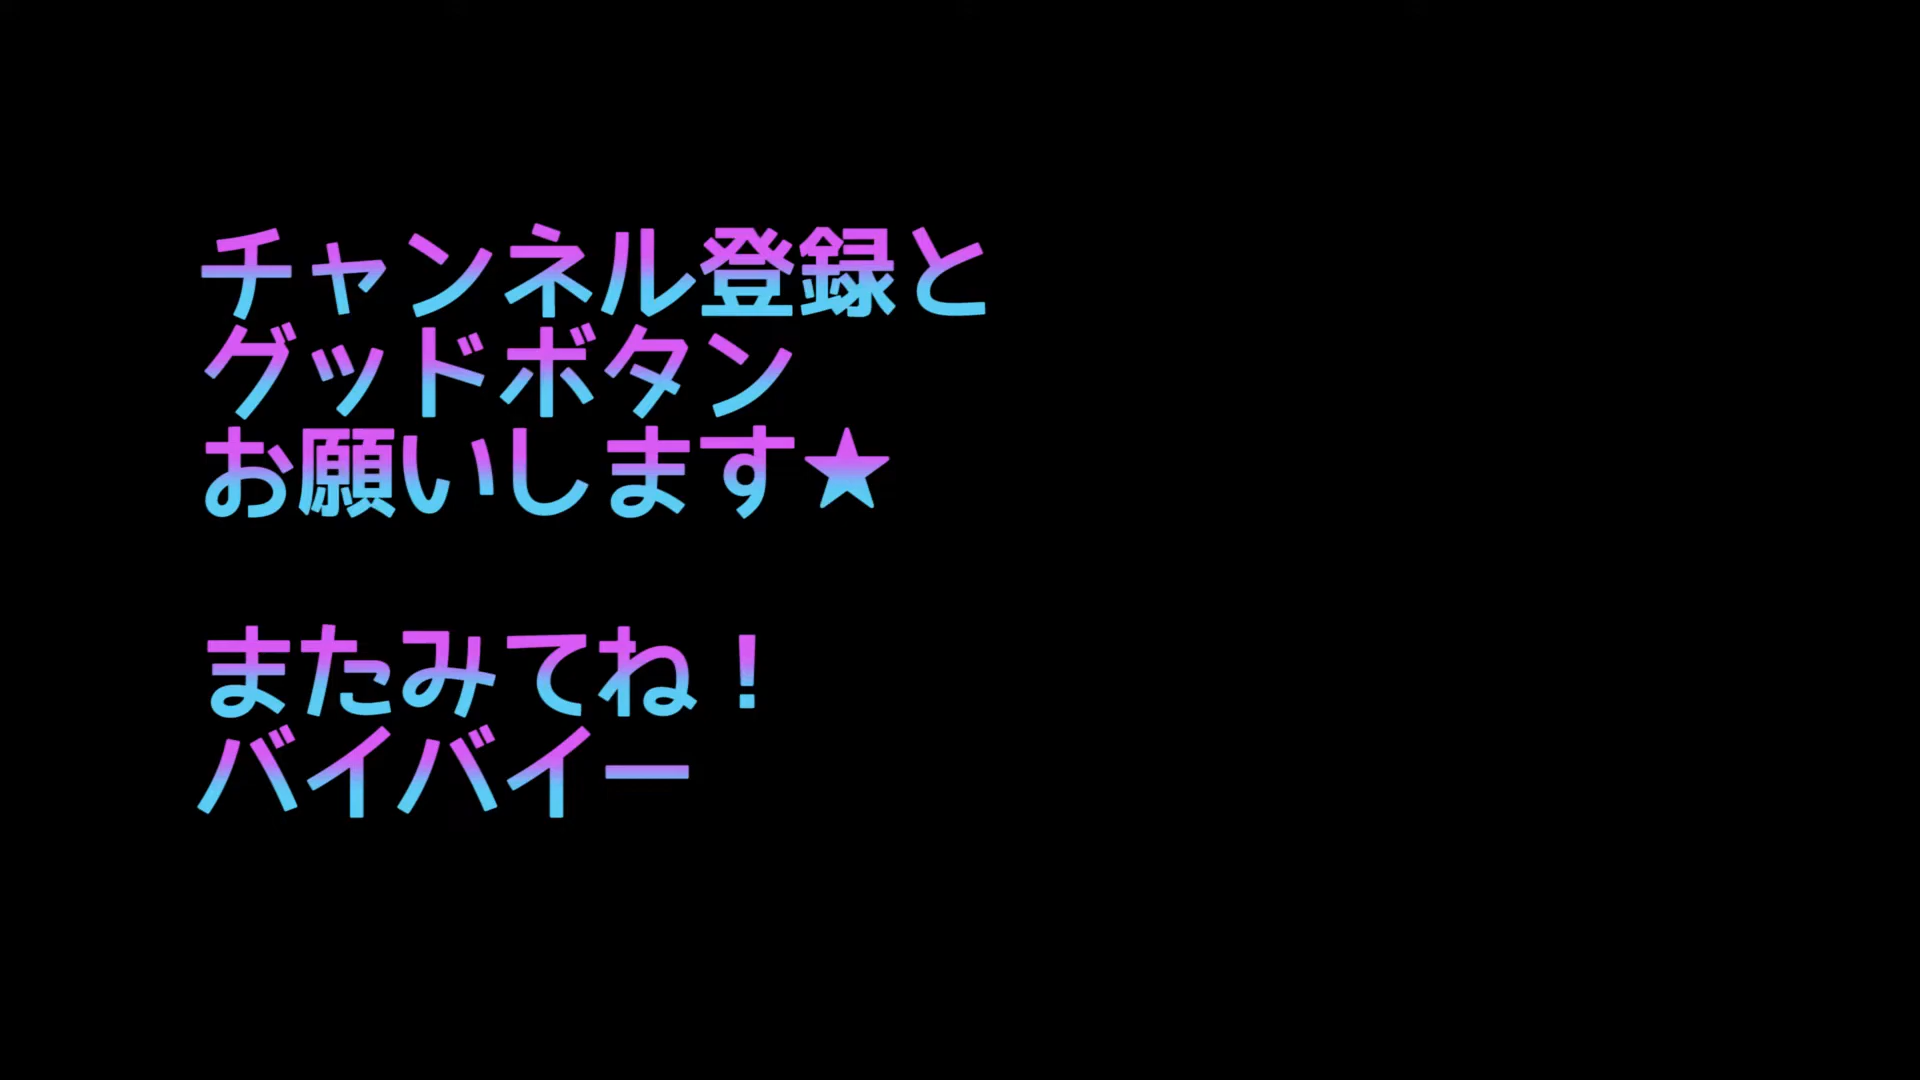 チャンネル登録と
グッドボタン
お願いします★
またみてね！
バイバイー